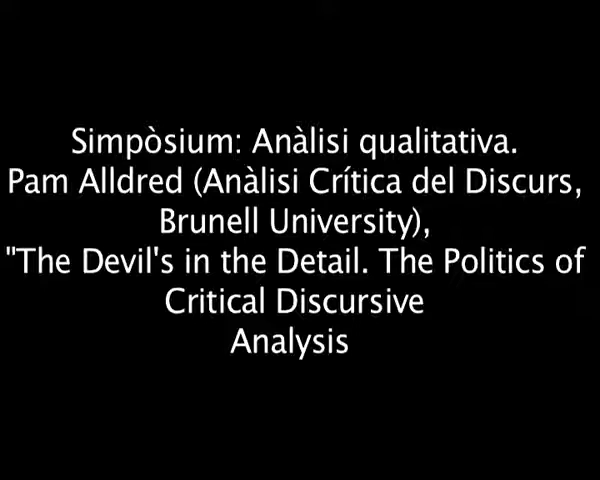 Simpòsium: Anàlisi qualitativa.
Pam Alldred (Anàlisi Crítica del Discurs,
Brunell University),
"The Devil's in the Detail. The Politics of
Critical Discursive
Analysis